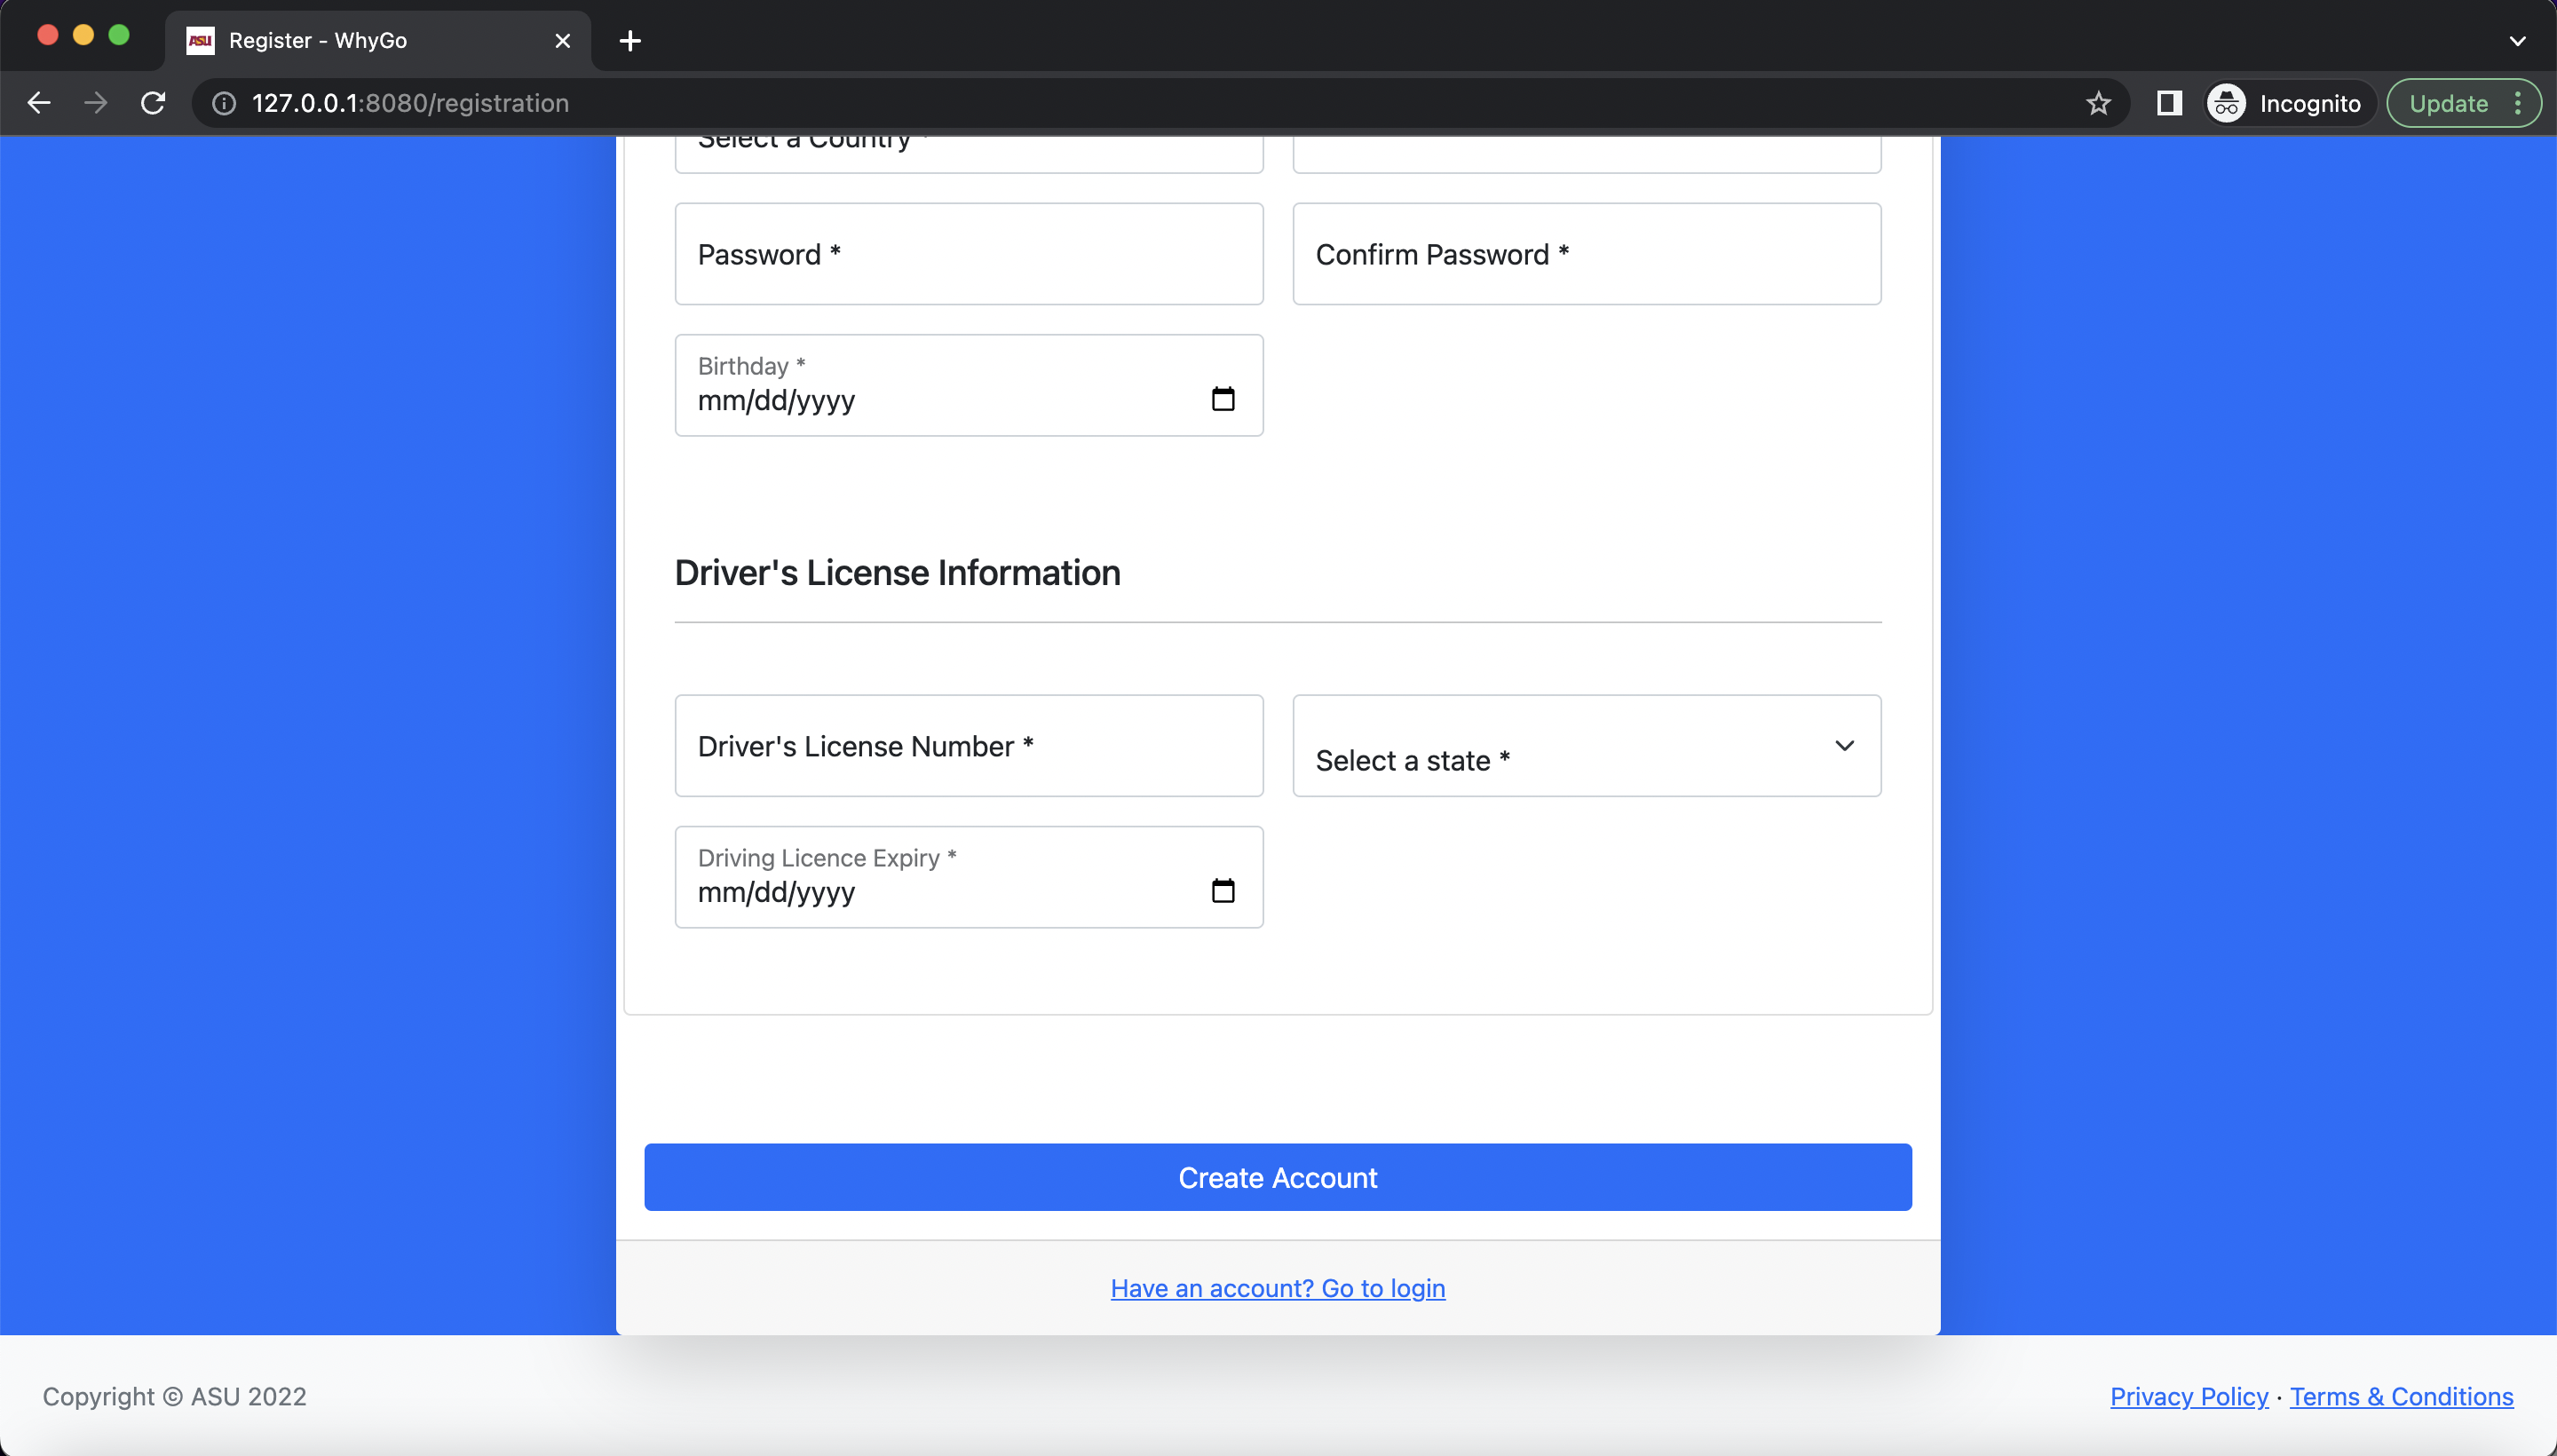 ASU Register - WhyGo
127.0.0.1:8080/registration
Incognito
Update
Select a Country *
Password *
Confirm Password *
Birthday *
mm/dd/yyyy
Driver's License Information
Driver's License Number *
Select a state *
Driving Licence Expiry *
mm/dd/yyyy
Create Account
Have an account? Go to login
Copyright © ASU 2022
Privacy Policy · Terms & Conditions